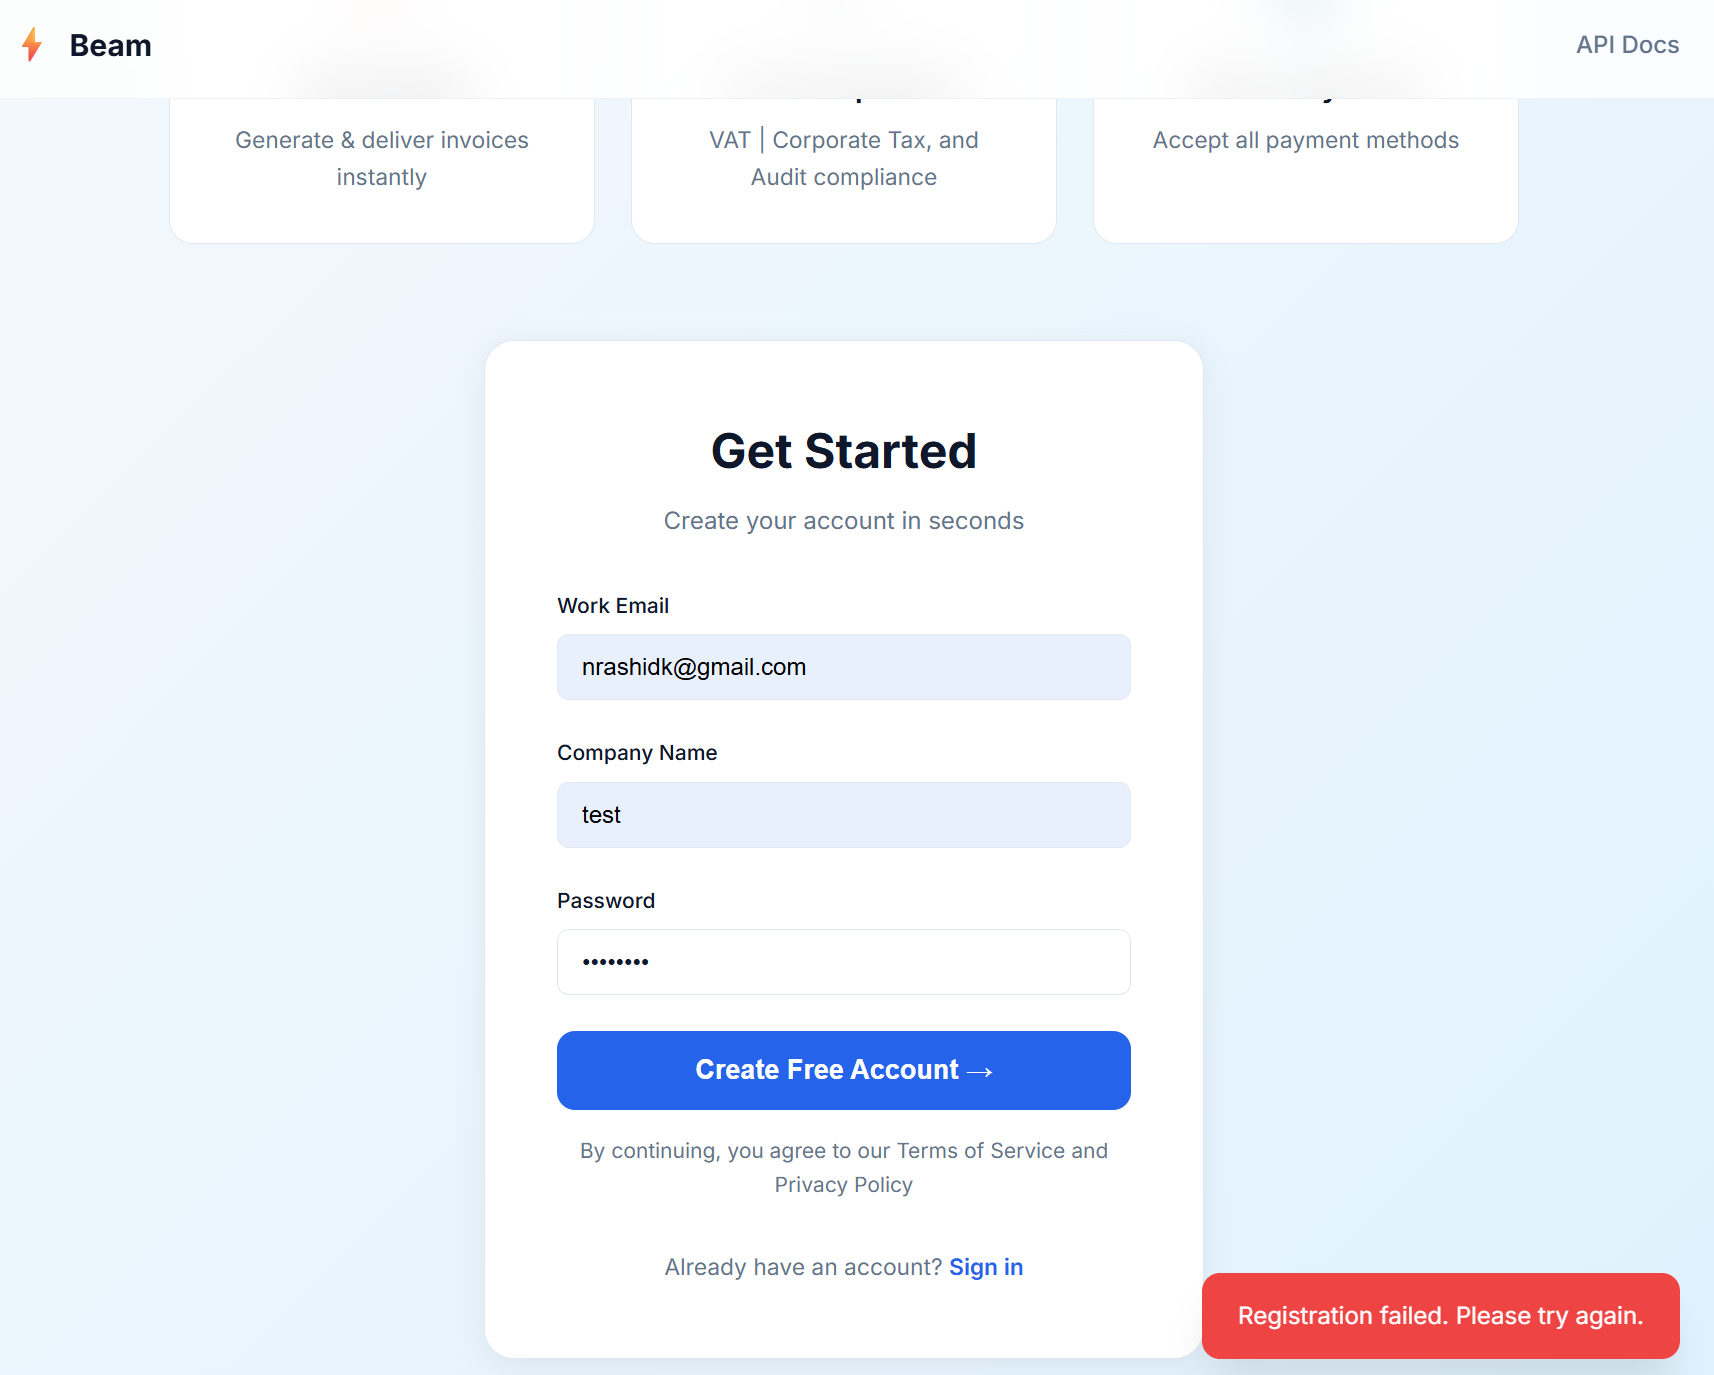 Beam
API Docs
Generate & deliver invoices
instantly
VAT | Corporate Tax, and
Audit compliance
Accept all payment methods
Get Started
Create your account in seconds
Work Email
nrashidk@gmail.com
Company Name
test
Password
••••••••
Create Free Account →
By continuing, you agree to our Terms of Service and
Privacy Policy
Already have an account? Sign in
Registration failed. Please try again.